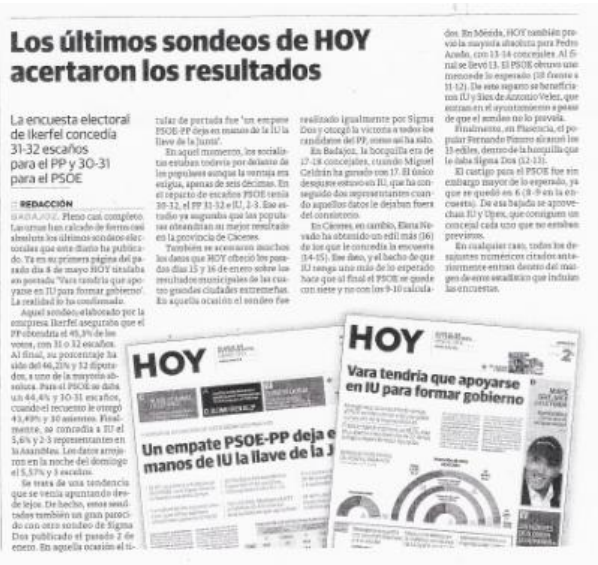 Los últimos sondeos de HOY
acertaron los resultados
La encuesta electoral
de Ikerfel concedía
31-32 escaños
para el PP y 30-31
para el PSOE
REDACCIÓN
BADAJOZ. Pleno casi completo.
Las urnas han calcado de forma casi
absoluta los últimos sondeos elec-
torales que este diario ha publica-
do. Ya en su primera página del pa-
sado día 8 de mayo HOY titulaba
en portada 'Vara tendría que apo-
yarse en IU para formar gobierno'.
La realidad lo ha confirmado.
Aquel sondeo, elaborado por la
empresa Ikerfel aseguraba que el
PP obtendría el 45,3% de los
votos, con 31 o 32 escaños.
Al final, su porcentaje ha
sido del 46,21% y 32 diputa-
dos, a uno de la mayoría ab-
soluta. Para el PSOE se daba
un 44,4% y 30-31 escaños,
cuando el recuento le otorgó
43,49% y 30 asientos. Final-
mente, se concedía a IU el
5,6% y 2-3 representantes en
la Asamblea. Los datos arroja-
ron en la noche del domingo
el 5,57% y 3 escaños.
Se trata de una tendencia
que se venía apuntando des-
de lejos. De hecho, estos resul-
tados también un gran pareci-
do con otro sondeo de Sigma
Dos publicado el pasado 2 de
enero. En aquella ocasión el ti-
tular de portada fue 'un empate
PSOE-PP deja en manos de la IU la
llave de la Junta'.
En aquel momento, los socialis-
tas estaban todavía por delante de
los populares aunque la ventaja era
exigua, apenas de seis décimas. En
el reparto de escaños PSOE tenía
30-32, el PP 31-32 e IU, 2-3. Ese es-
tudio ya auguraba que los popula-
res obtendrían su mejor resultado
en la provincia de Cáceres.
También se acercaron muchos
los datos que HOY ofreció los pasa-
dos días 15 y 16 de enero sobre los
resultados municipales de las cua-
tro grandes ciudades extremeñas.
En aquella ocasión el sondeo fue
realizado igualmente por Sigma
Dos y otorgó la victoria a todos los
candidatos del PP, como así ha sido.
En Badajoz, la horquilla era de
17-18 concejales, cuando Miguel
Celdrán ha ganado con 17. El único
desajuste estuvo en IU, que ha con-
seguido dos representantes cuan-
do aquellos datos le dejaban fuera
del consistorio.
En Cáceres, en cambio, Elena Ne-
vado ha obtenido un edil más (16)
de los que le concedía la encuesta
(14-15). Ese dato, y el hecho de que
IU tenga uno más de lo esperado
hace que al final el PSOE se quede
con siete y no con los 9-10 calcula-
dos. En Mérida, HOY también pre-
vió la mayoría absoluta para Pedro
Acedo, con 13-14 concejales. Al fi-
nal se llevó 13. El PSOE obtuvo uno
menos de lo esperado (10 frente a
11-12). De este reparto se beneficia-
ron IU y Siex de Antonio Vélez, que
entran en el ayuntamiento a pesar
de que el sondeo no lo preveía.
Finalmente, en Plasencia, el po-
pular Fernando Pizarro alcanzó los
13 ediles, dentro de la horquilla que
le daba Sigma Dos (12-13).
El castigo para el PSOE fue sin
embargo mayor de lo esperado, ya
que se quedó en 6 (8-9 en la en-
cuesta). De esa bajada se aprove-
chan IU y Upex, que consiguen un
concejal cada uno que no estaban
previstos.
En cualquier caso, todos los de-
sajustes numéricos citados ante-
riormente entran dentro del mar-
gen de error estadístico que incluían
las encuestas.
HOY
Un empate PSOE-PP deja e
manos de IU la llave de la J
HOY
Vara tendría que apoyarse
en IU para formar gobierno